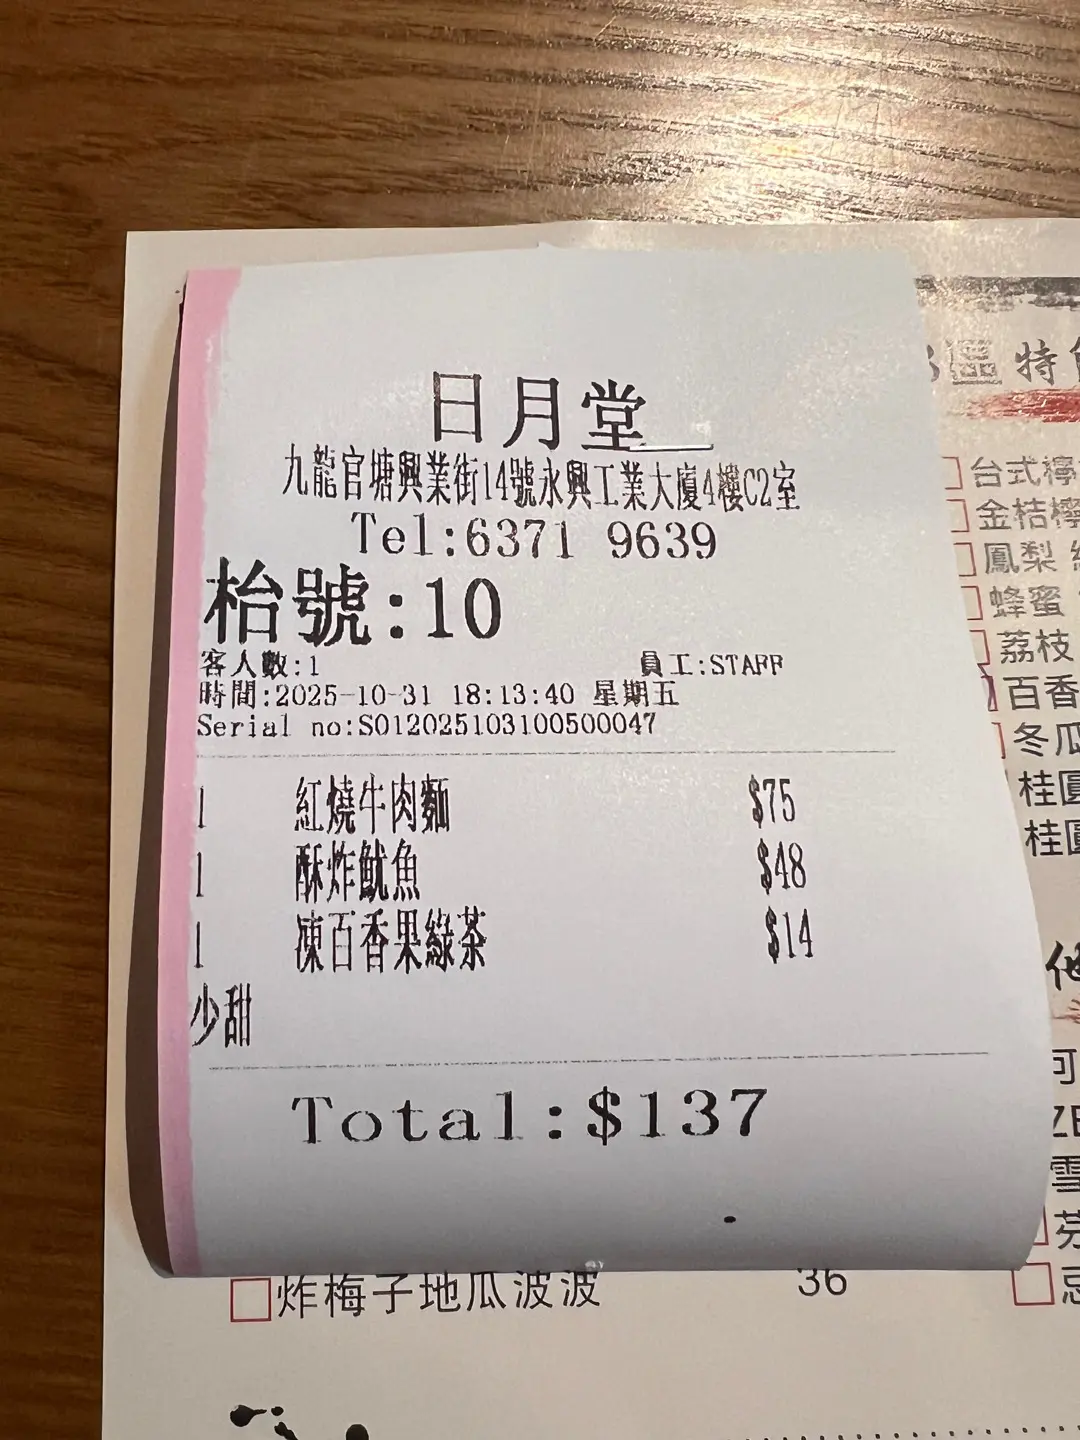 日月堂
九龍官塘興業街14號永興工業大廈4樓C2室
Tel:6371 9639
枱號:10
客人數:1 員工:STAFF
時間:2025-10-31 18:13:40 星期五
Serial no:S012025103100500047
1 紅燒牛肉麵 $75
1 酥炸魷魚 $48
1 凍百香果綠茶 $14
少甜
Total:$137
區 特
台式檸
金桔檸
鳳梨
蜂蜜
荔枝
百香
冬瓜
桂圓
桂圓
他
可
雪
芬
炸梅子地瓜波波 36